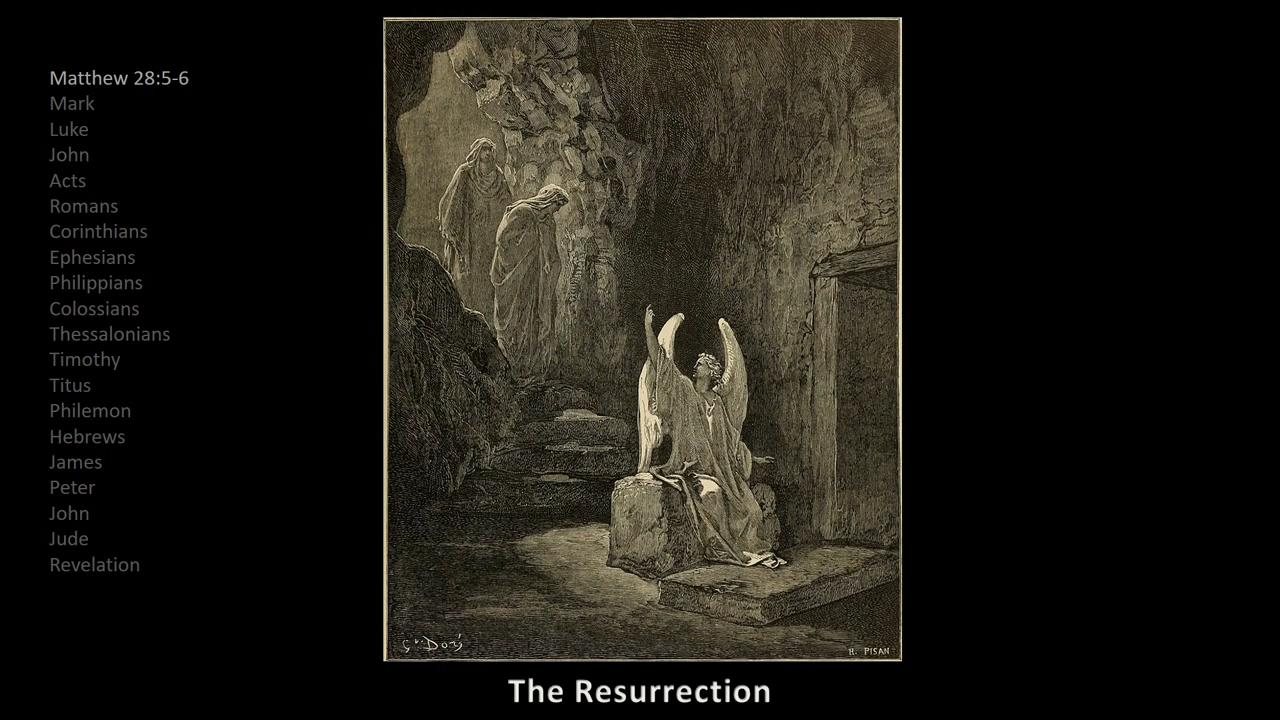 Matthew 28:5-6
Mark
Luke
John
Acts
Romans
Corinthians
Ephesians
Philippians
Colossians
Thessalonians
Timothy
Titus
Philemon
Hebrews
James
Peter
John
Jude
Revelation
G ve Doré
H. PISAN
The Resurrection